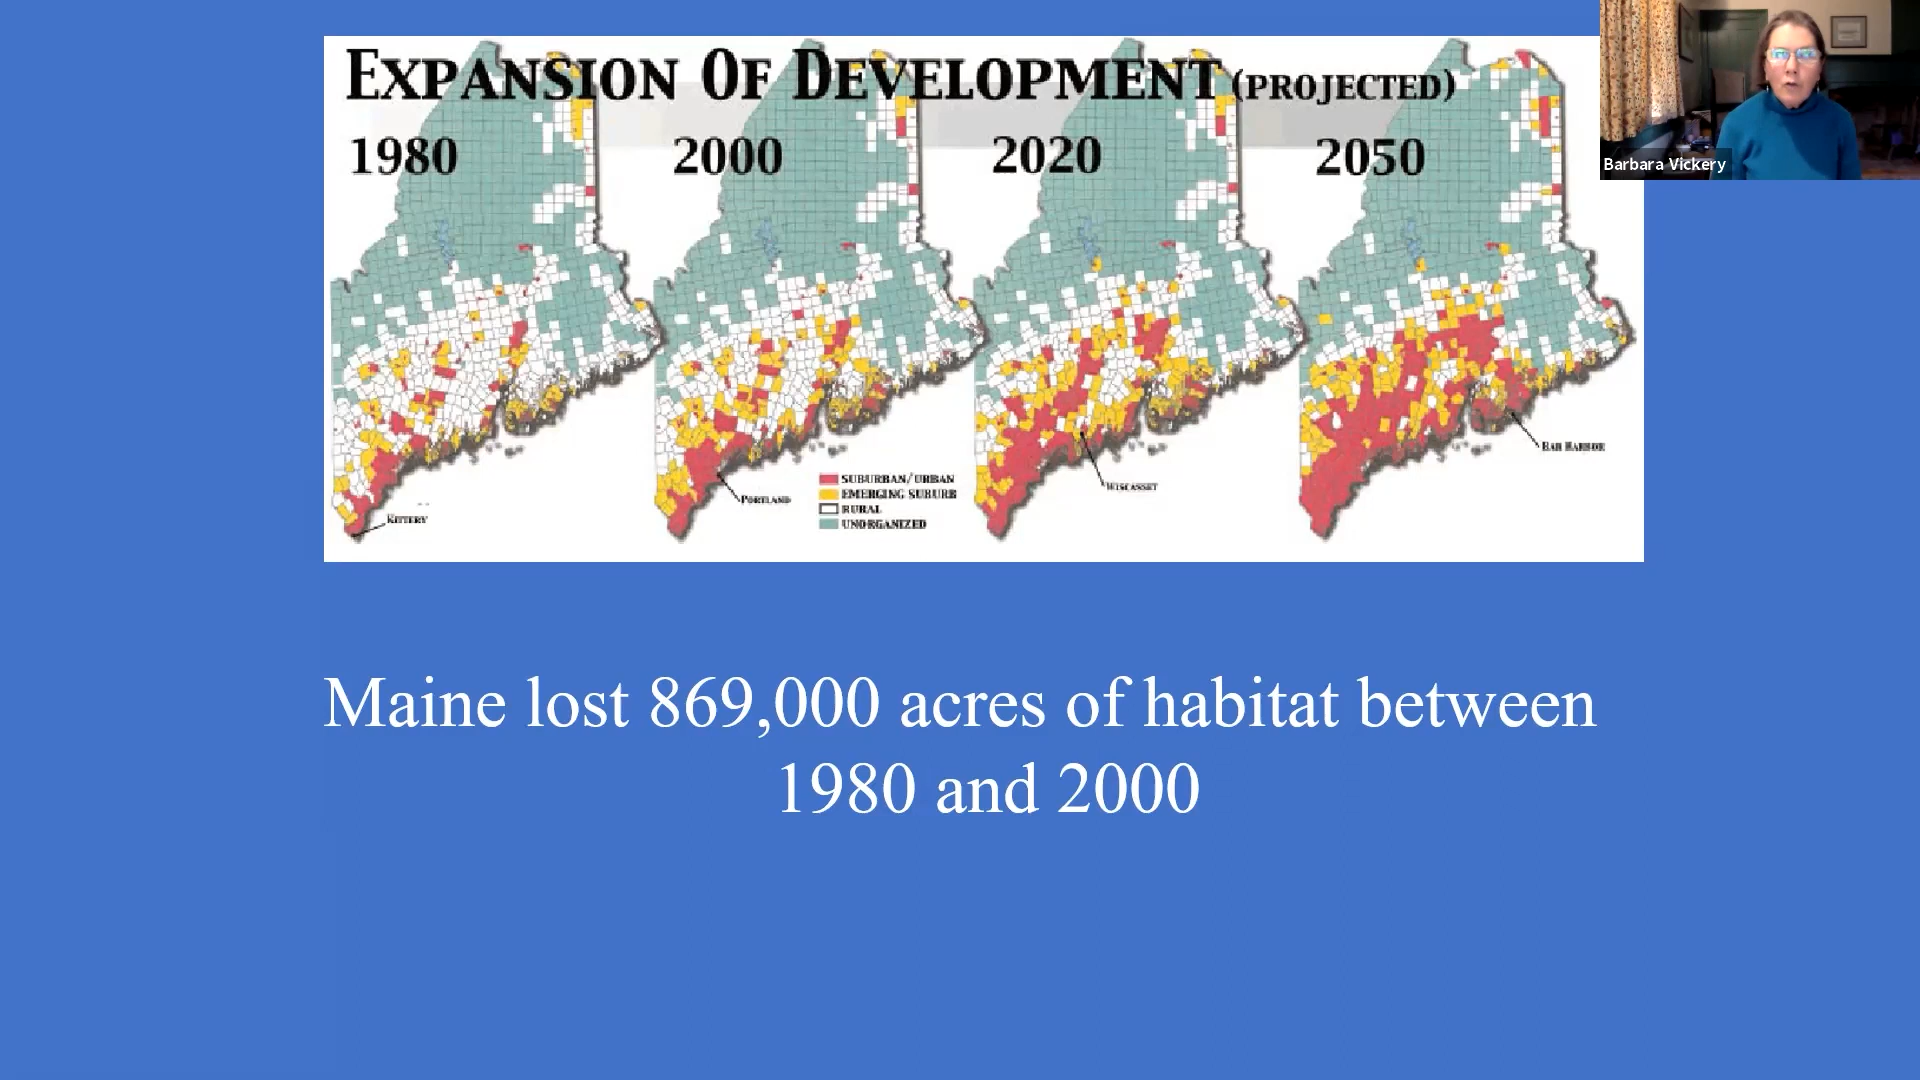 EXPANSION OF DEVELOPMENT (PROJECTED)
1980 2000 2020 2050
Barbara Vickery
BAR HARBOR
SUBURBAN/URBAN
WISCASSET
EMERGING SUBURB
PORTLAND
RURAL
KITTERY
UNORGANIZED
Maine lost 869,000 acres of habitat between
1980 and 2000